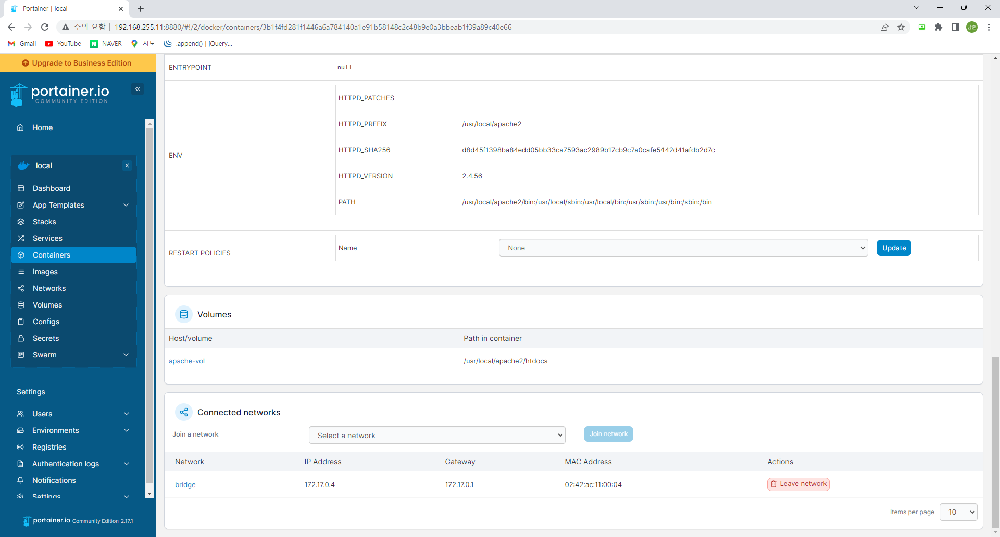 Portainer | local
주의 요함 192.168.255.11:8880/#!/2/docker/containers/3b1f4fd281f1446a6a784140a1e91b58148c2c48b9e0a3bbeab1f39a89c40e66
남훈
Gmail YouTube NAVER 지도 .append() | jQuery...
Upgrade to Business Edition
portainer.io
COMMUNITY EDITION
Home
local
Dashboard
App Templates
Stacks
Services
Containers
Images
Networks
Volumes
Configs
Secrets
Swarm
Settings
Users
Environments
Registries
Authentication logs
Notifications
Settings
portainer.io Community Edition 2.17.1
ENTRYPOINT null
ENV
HTTPD_PATCHES
HTTPD_PREFIX /usr/local/apache2
HTTPD_SHA256 d8d45f1398ba84edd05bb33ca7593ac2989b17cb9c7a0cafe5442d41afdb2d7c
HTTPD_VERSION 2.4.56
PATH /usr/local/apache2/bin:/usr/local/sbin:/usr/local/bin:/usr/sbin:/usr/bin:/sbin:/bin
RESTART POLICIES Name None Update
Volumes
Host/volume Path in container
apache-vol /usr/local/apache2/htdocs
Connected networks
Join a network Select a network Join network
Network IP Address Gateway MAC Address Actions
bridge 172.17.0.4 172.17.0.1 02:42:ac:11:00:04 Leave network
Items per page 10